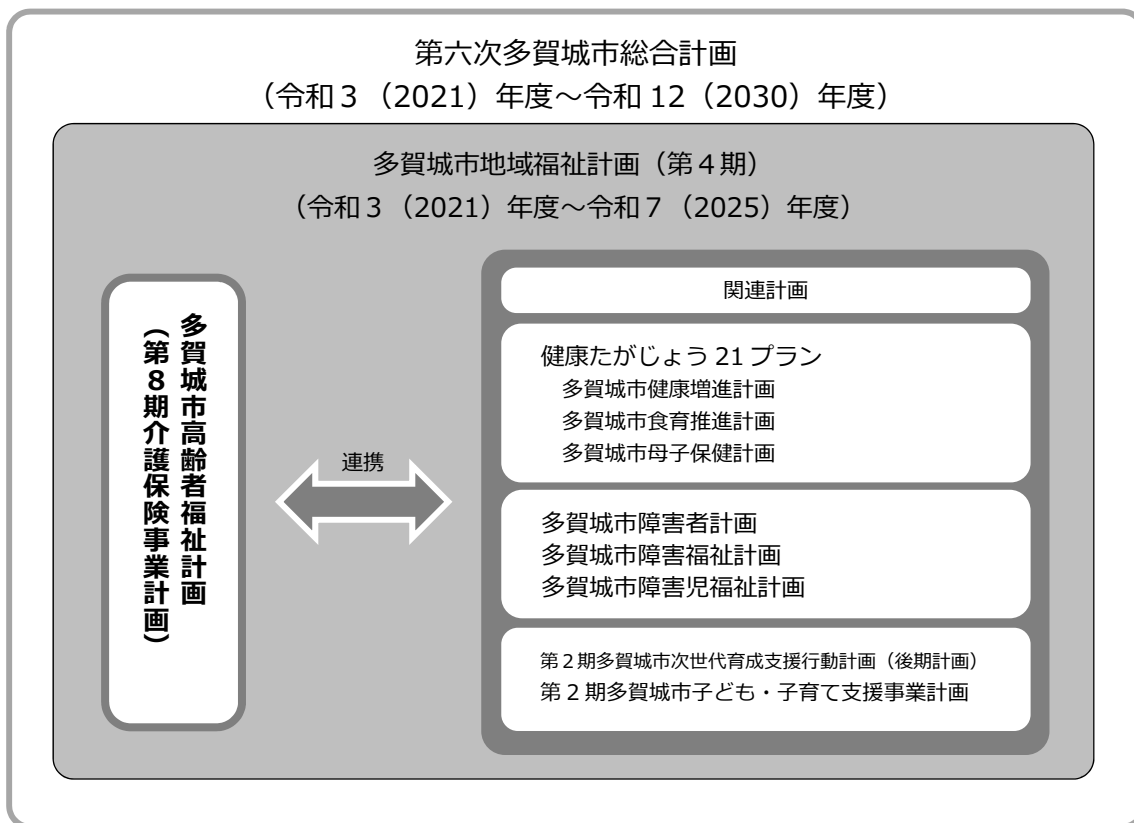 第六次多賀城市総合計画
（令和３（2021）年度～令和 12（2030）年度）
多賀城市地域福祉計画（第４期）
（令和３（2021）年度～令和７（2025）年度）
多賀城市高齢者福祉計画
（第８期介護保険事業計画）
連携
関連計画
健康たがじょう 21 プラン
多賀城市健康増進計画
多賀城市食育推進計画
多賀城市母子保健計画
多賀城市障害者計画
多賀城市障害福祉計画
多賀城市障害児福祉計画
第２期多賀城市次世代育成支援行動計画（後期計画）
第２期多賀城市子ども・子育て支援事業計画